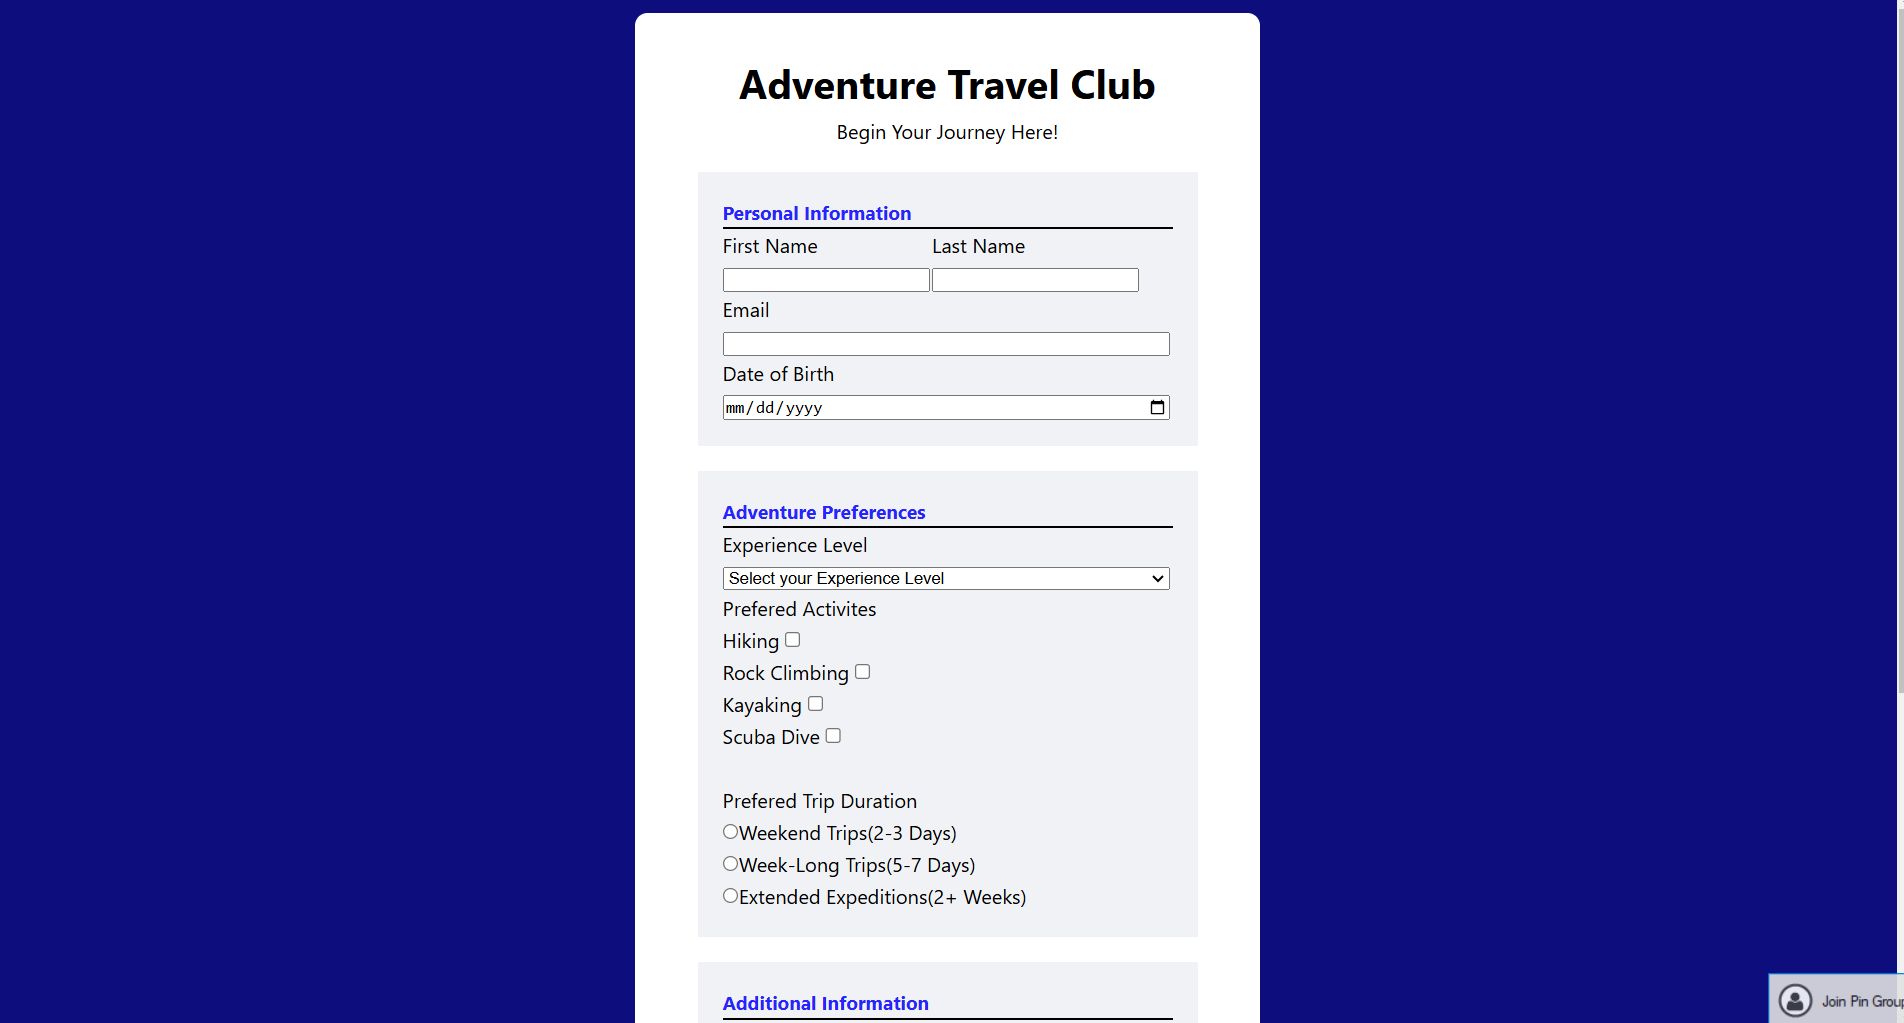 Adventure Travel Club
Begin Your Journey Here!
Personal Information
First Name Last Name
Email
Date of Birth
mm/dd/yyyy
Adventure Preferences
Experience Level
Select your Experience Level
Prefered Activites
Hiking
Rock Climbing
Kayaking
Scuba Dive
Prefered Trip Duration
Weekend Trips(2-3 Days)
Week-Long Trips(5-7 Days)
Extended Expeditions(2+ Weeks)
Additional Information
Join Pin Group